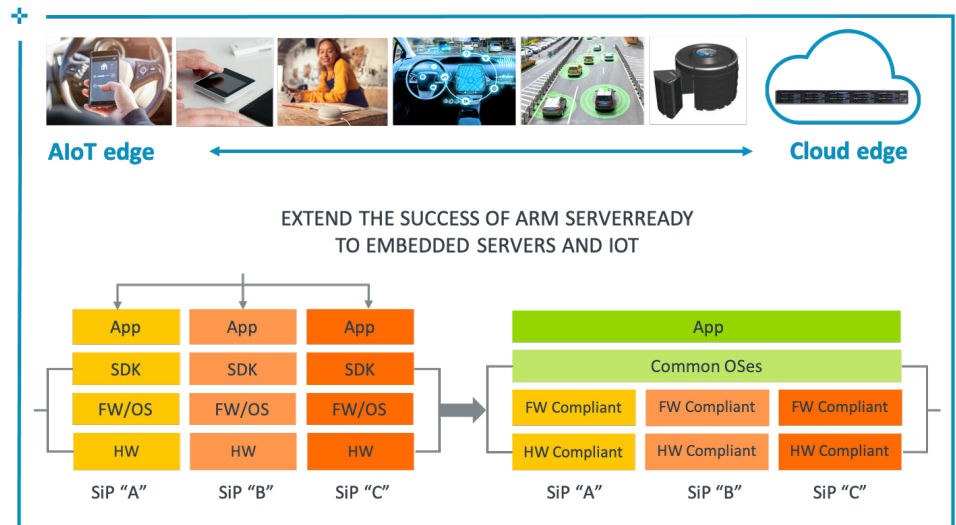 AIoT edge
Cloud edge
EXTEND THE SUCCESS OF ARM SERVERREADY
TO EMBEDDED SERVERS AND IOT
App App App
SDK SDK SDK
FW/OS FW/OS FW/OS
HW HW HW
SiP “A” SiP “B” SiP “C”
App
Common OSes
FW Compliant FW Compliant FW Compliant
HW Compliant HW Compliant HW Compliant
SiP “A” SiP “B” SiP “C”